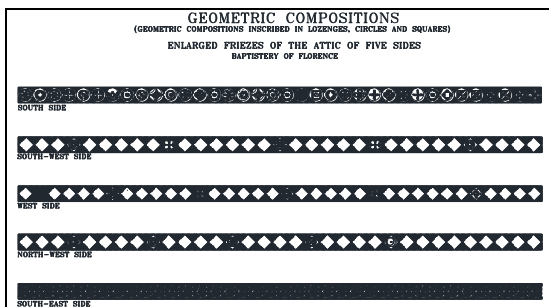 GEOMETRIC COMPOSITIONS
(GEOMETRIC COMPOSITIONS INSCRIBED IN LOZENGES, CIRCLES AND SQUARES)
ENLARGED FRIEZES OF THE ATTIC OF FIVE SIDES
BAPTISTERY OF FLORENCE
SOUTH SIDE
SOUTH-WEST SIDE
WEST SIDE
NORTH-WEST SIDE
SOUTH-EAST SIDE